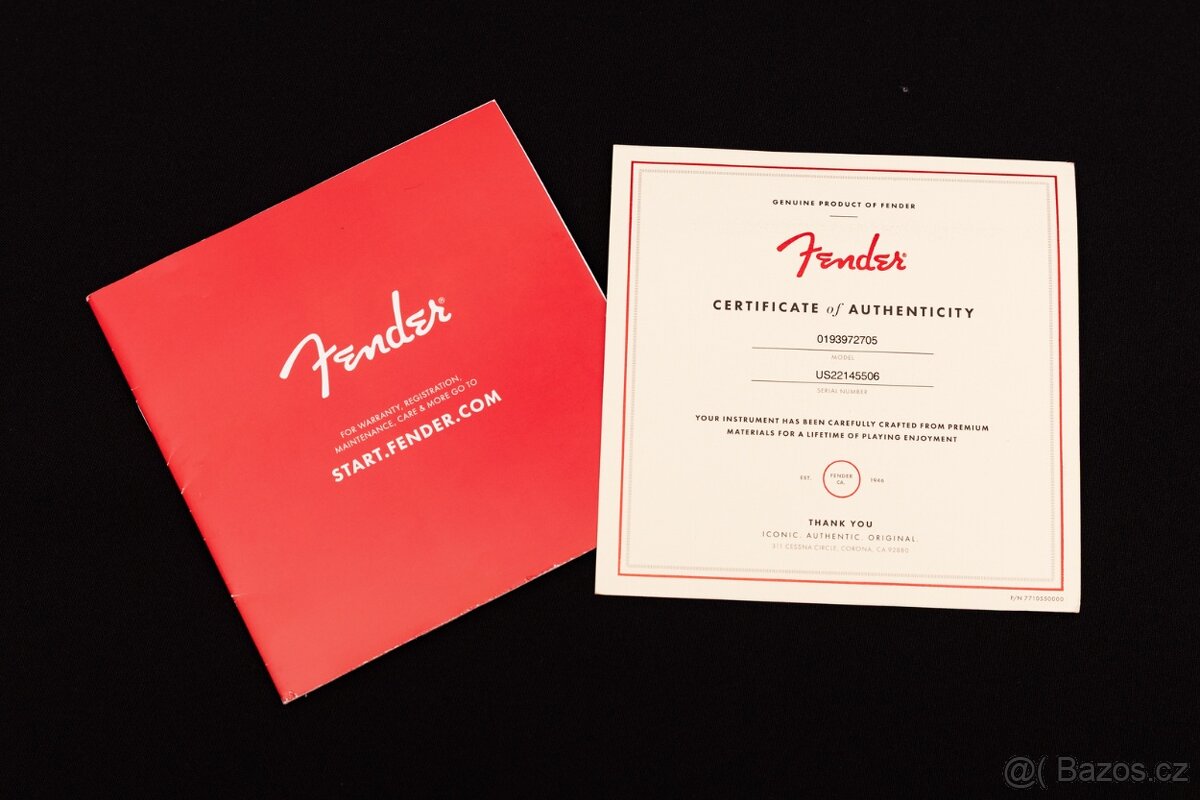 Fender®
FOR WARRANTY, REGISTRATION,
MAINTENANCE, CARE & MORE GO TO
START.FENDER.COM
GENUINE PRODUCT OF FENDER
Fender®
CERTIFICATE of AUTHENTICITY
0193972705
MODEL
US22145506
SERIAL NUMBER
YOUR INSTRUMENT HAS BEEN CAREFULLY CRAFTED FROM PREMIUM
MATERIALS FOR A LIFETIME OF PLAYING ENJOYMENT
EST. FENDER CA. 1946
THANK YOU
ICONIC. AUTHENTIC. ORIGINAL.
311 CESSNA CIRCLE, CORONA, CA 92880
P/N 7710550000
@( Bazos.cz